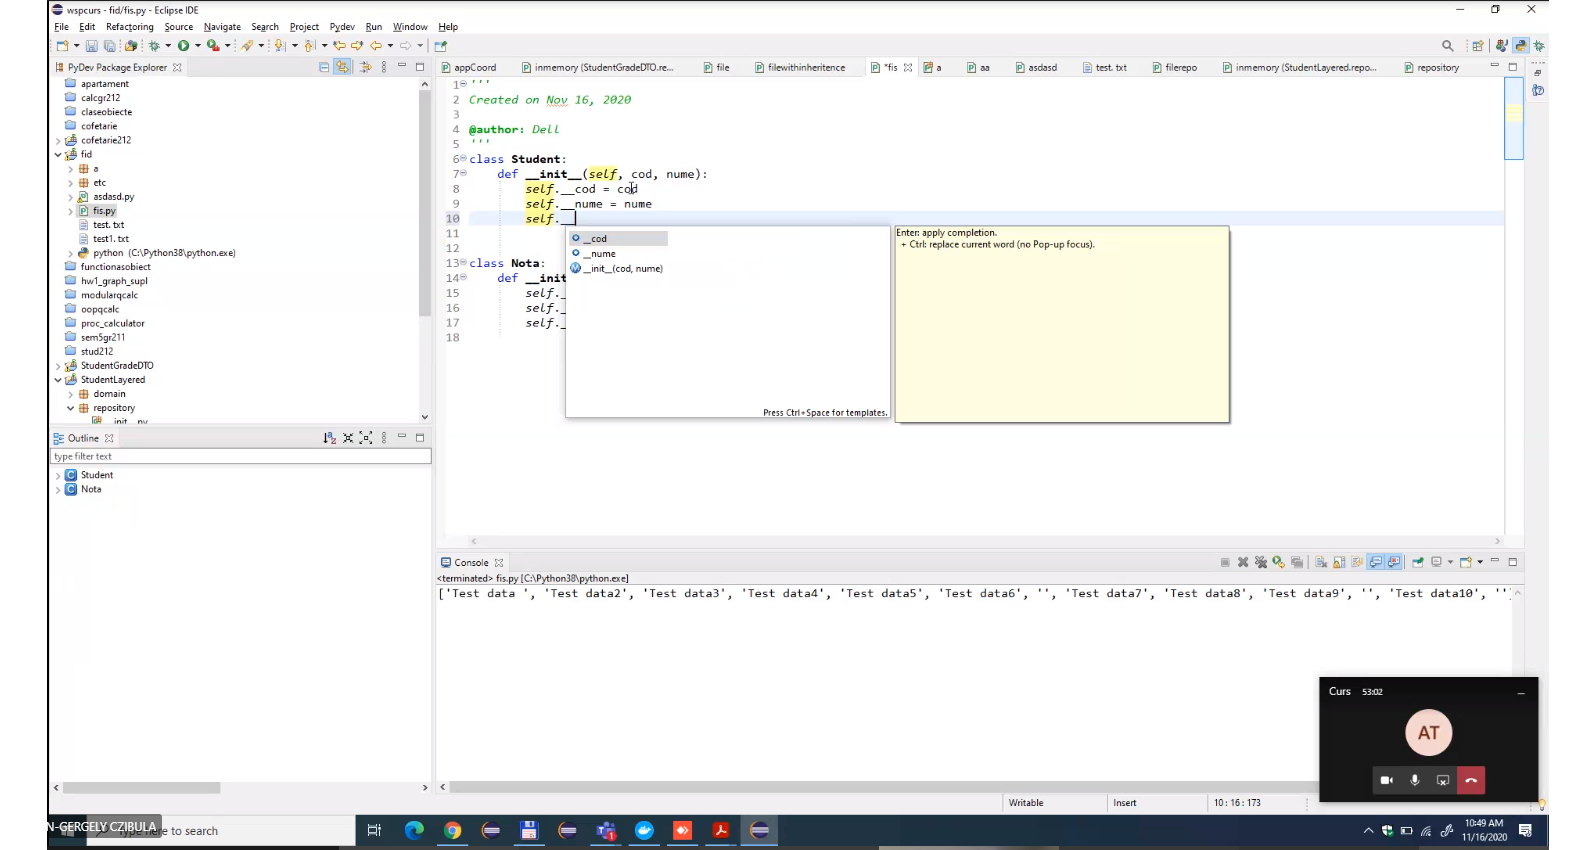 wspcurs - fid/fis.py - Eclipse IDE
File Edit Refactoring Source Navigate Search Project Pydev Run Window Help
PyDev Package Explorer
apartament
calcgr212
claseobiecte
cofetarie
cofetarie212
fid
a
etc
asdasd.py
fis.py
test. txt
test1. txt
python (C:\Python38\python.exe)
functionasobiect
hw1_graph_supl
modularqcalc
oopqcalc
proc_calculator
sem5gr211
stud212
StudentGradeDTO
StudentLayered
domain
repository
__init__.py
Outline
type filter text
Student
Nota
appCoord
inmemory (StudentGradeDTO.re...
file
filewithinheritence
*fis
a
aa
asdasd
test. txt
filerepo
inmemory (StudentLayered.repo...
repository
1 '''
2 Created on Nov 16, 2020
3
4 @author: Dell
5 '''
6 class Student:
7 def __init__(self, cod, nume):
8 self.__cod = cod
9 self.__nume = nume
10 self.__
11
12
13 class Nota:
14 def __init
15 self._
16 self._
17 self._
18
__cod
__nume
__init__(cod, nume)
Press Ctrl+Space for templates.
Enter: apply completion.
+ Ctrl: replace current word (no Pop-up focus).
Console
<terminated> fis.py [C:\Python38\python.exe]
['Test data ', 'Test data2', 'Test data3', 'Test data4', 'Test data5', 'Test data6', '', 'Test data7', 'Test data8', 'Test data9', '', 'Test data10', '']
Writable
Insert
10 : 16 : 173
Curs 53:02
AT
N-GERGELY CZIBULA
here to search
10:49 AM
11/16/2020